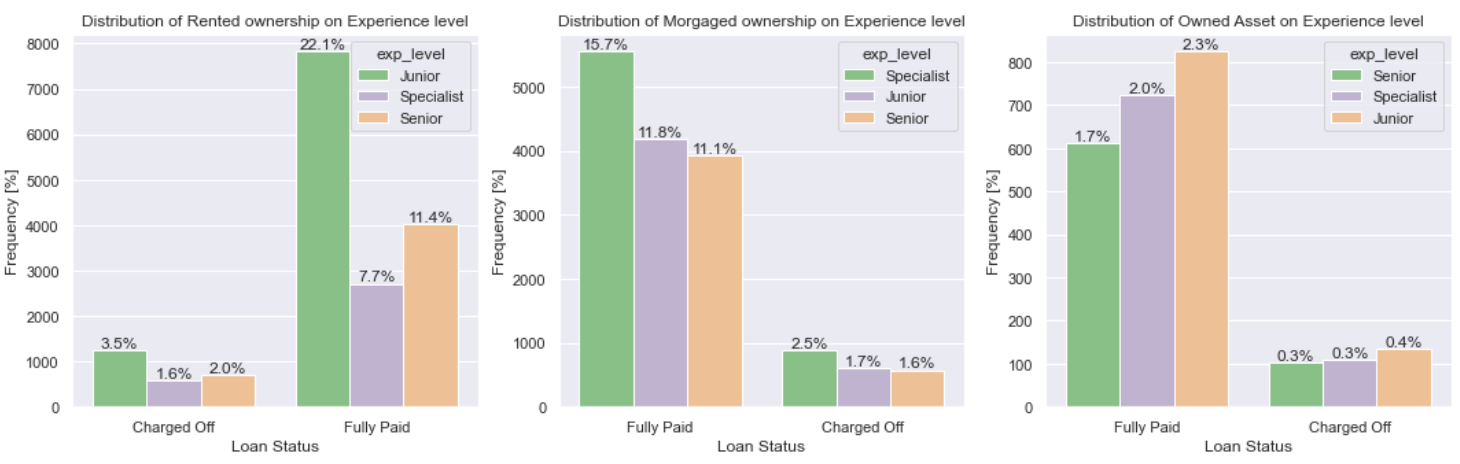 Distribution of Rented ownership on Experience level
Frequency [%]
8000
7000
6000
5000
4000
3000
2000
1000
0
3.5%
1.6%
2.0%
22.1%
7.7%
11.4%
exp_level
Junior
Specialist
Senior
Charged Off
Fully Paid
Loan Status
Distribution of Morgaged ownership on Experience level
Frequency [%]
5000
4000
3000
2000
1000
0
15.7%
11.8%
11.1%
2.5%
1.7%
1.6%
exp_level
Specialist
Junior
Senior
Fully Paid
Charged Off
Loan Status
Distribution of Owned Asset on Experience level
Frequency [%]
800
700
600
500
400
300
200
100
0
1.7%
2.0%
2.3%
0.3%
0.3%
0.4%
exp_level
Senior
Specialist
Junior
Fully Paid
Charged Off
Loan Status